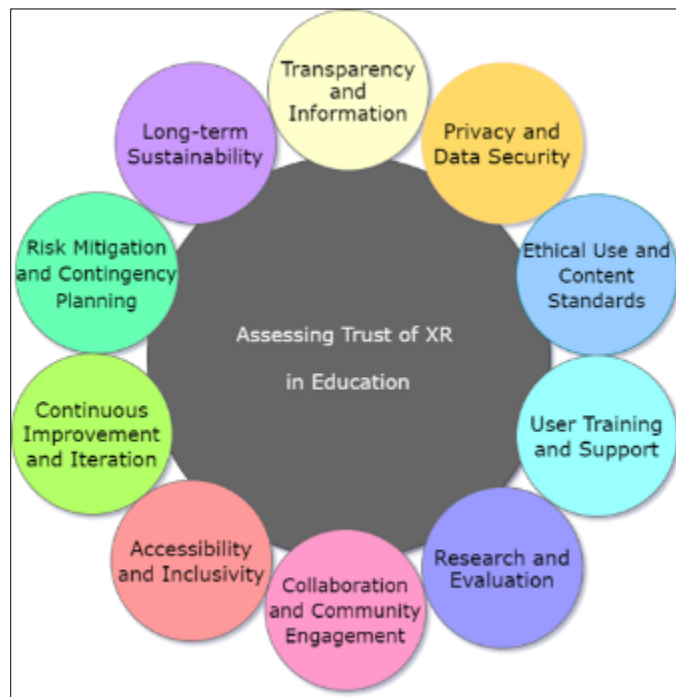 Transparency
and
Information
Privacy and
Data Security
Ethical Use and
Content
Standards
User Training
and Support
Research and
Evaluation
Collaboration
and Community
Engagement
Accessibility
and Inclusivity
Continuous
Improvement
and Iteration
Risk Mitigation
and Contingency
Planning
Long-term
Sustainability
Assessing Trust of XR
in Education